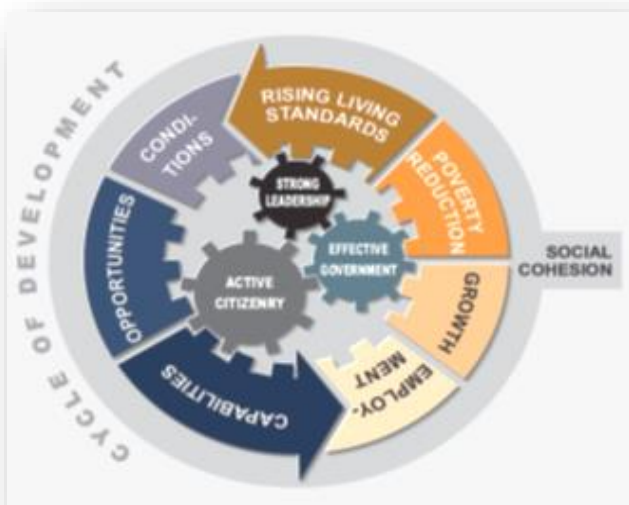 CYCLE OF DEVELOPMENT
RISING LIVING
STANDARDS
POVERTY
REDUCTION
GROWTH
EMPLOY-
MENT
CAPABILITIES
OPPORTUNITIES
CONDI-
TIONS
STRONG
LEADERSHIP
EFFECTIVE
GOVERNMENT
ACTIVE
CITIZENRY
SOCIAL
COHESION